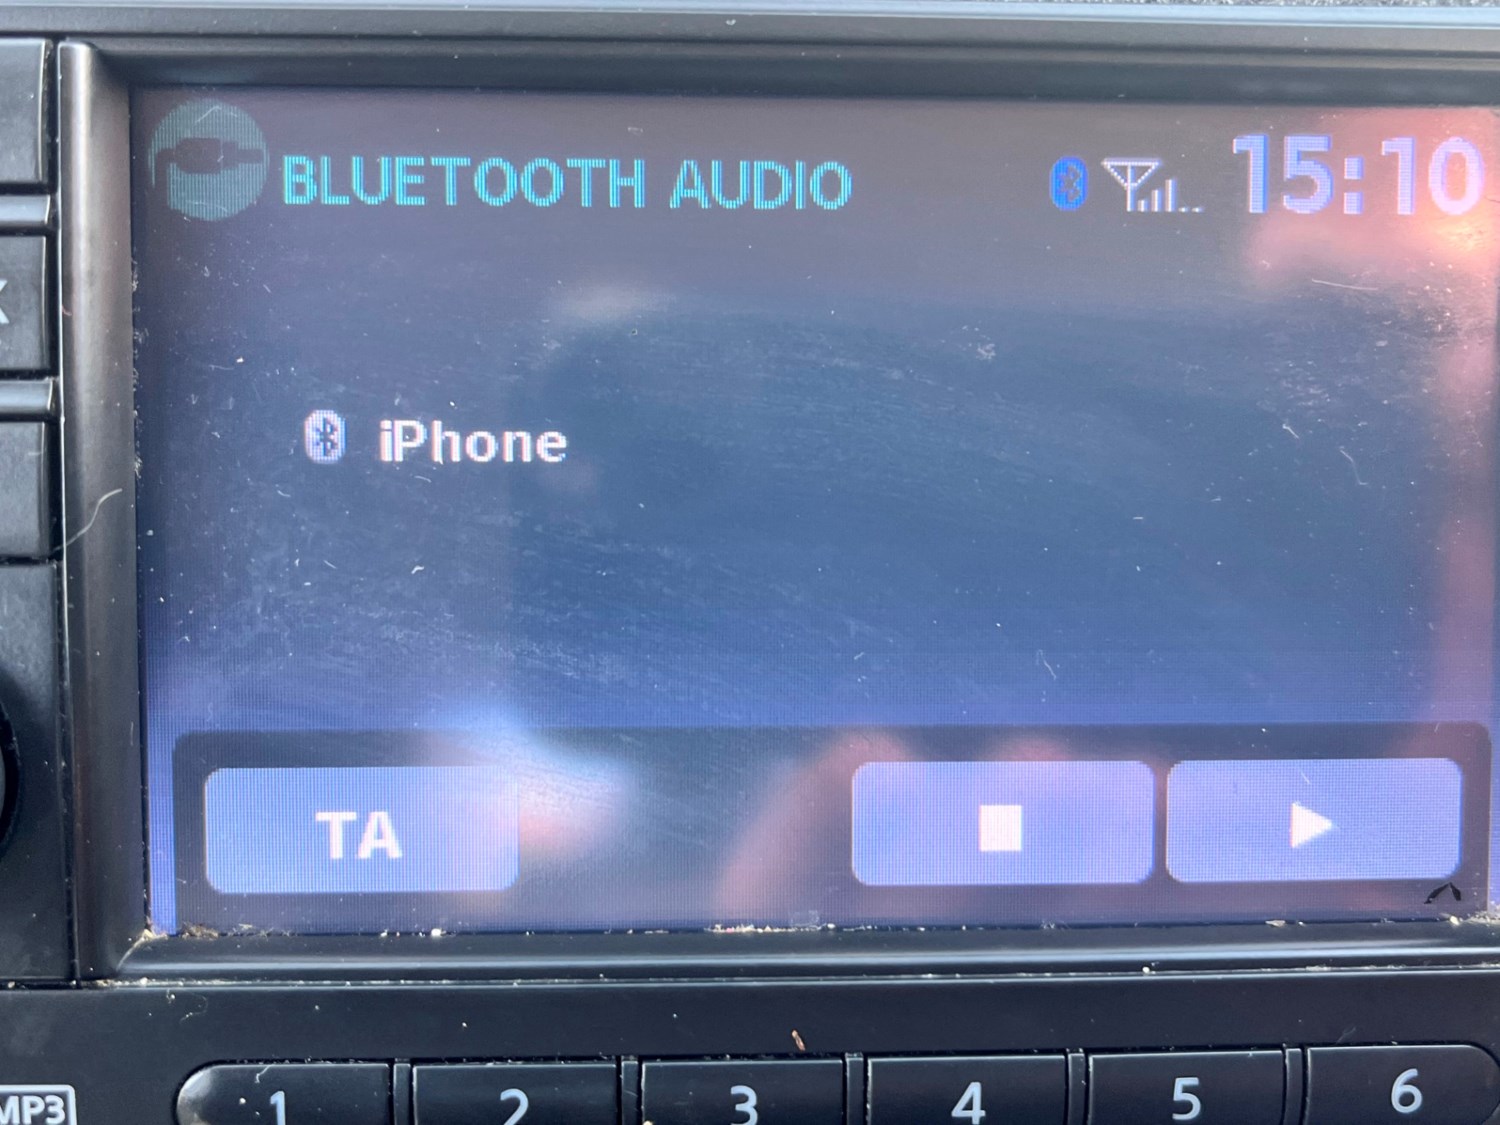 BLUETOOTH AUDIO 15:10
iPhone
TA
MP3
1 2 3 4 5 6